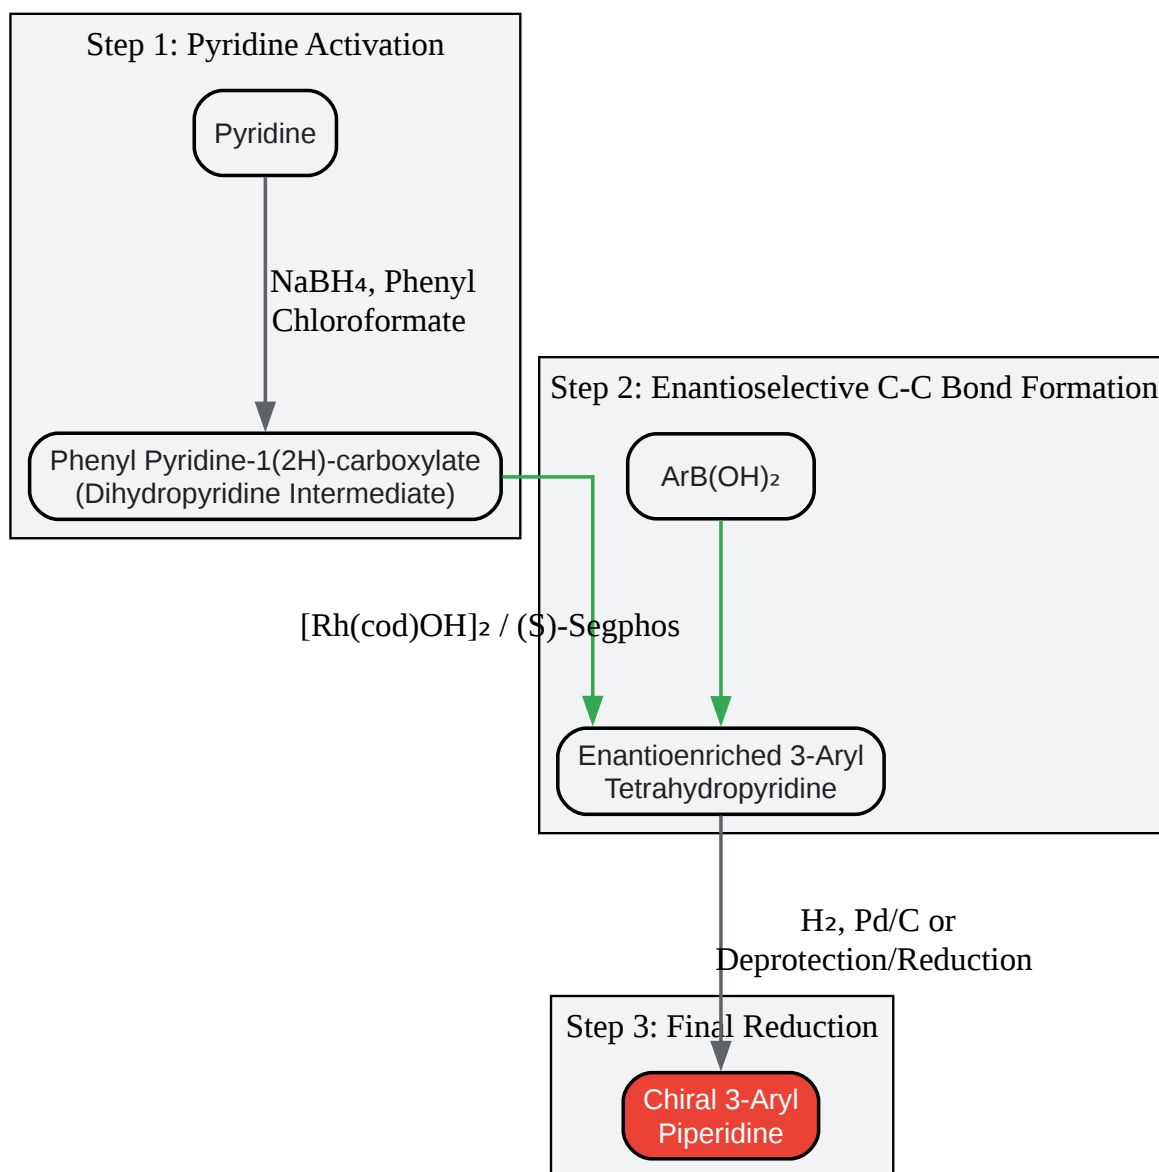 Step 1: Pyridine Activation
Pyridine
NaBH₄, Phenyl
Chloroformate
Phenyl Pyridine-1(2H)-carboxylate
(Dihydropyridine Intermediate)
Step 2: Enantioselective C-C Bond Formation
ArB(OH)₂
[Rh(cod)OH]₂ / (S)-Segphos
Enantioenriched 3-Aryl
Tetrahydropyridine
H₂, Pd/C or
Deprotection/Reduction
Step 3: Final Reduction
Chiral 3-Aryl
Piperidine